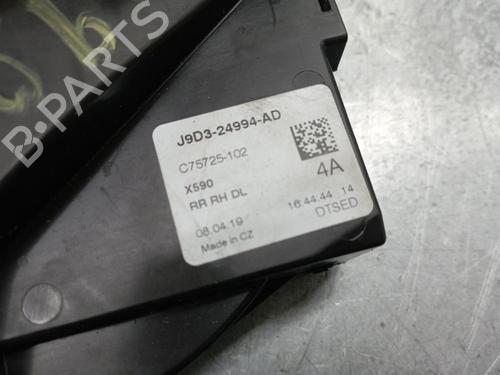 J9D3-24994-AD
C75725-102
X590
RR RH DL
4A
08.04.19
16:44:44 14
Made in CZ
DTSED
B-PARTS